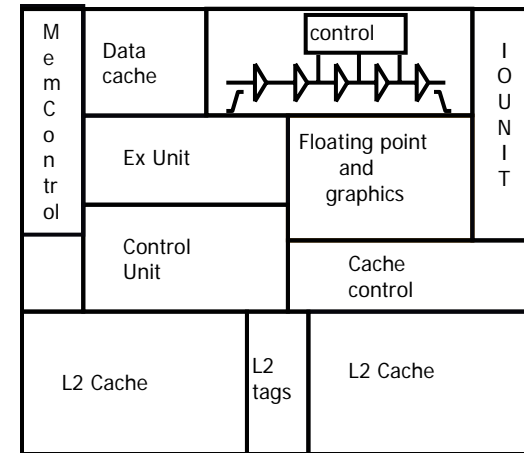 M
e
m
C
o
n
tr
ol
Data
cache
control
I
O
U
N
I
T
Ex Unit
Floating point
and
graphics
Control
Unit
Cache
control
L2 Cache
L2
tags
L2 Cache